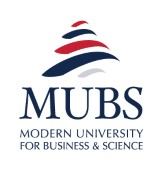 MUBS
MODERN UNIVERSITY
FOR BUSINESS & SCIENCE